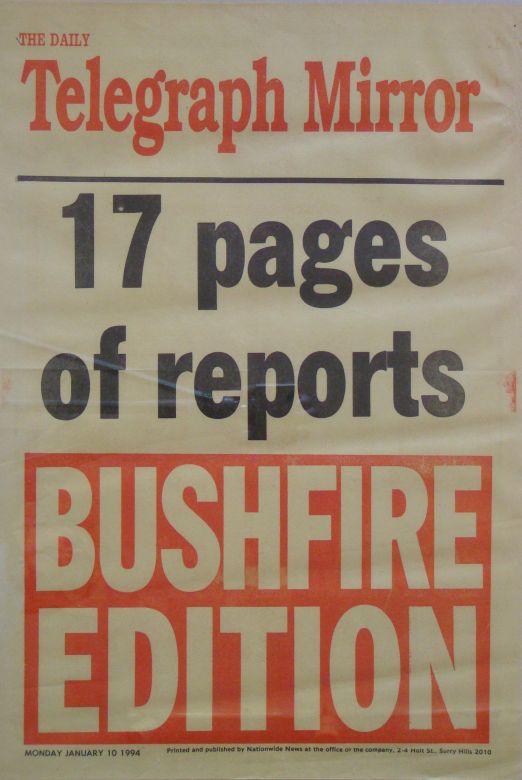 THE DAILY
Telegraph Mirror
17 pages
of reports
BUSHFIRE
EDITION
MONDAY JANUARY 10 1994 Printed and published by Nationwide News at the office of the company, 2-4 Holt St., Surry Hills 2010